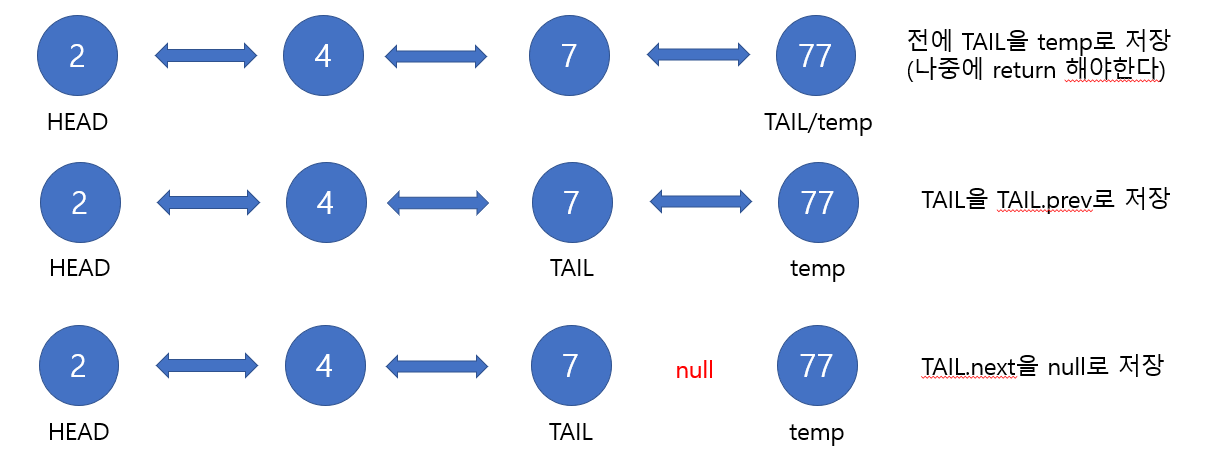 2 4 7 77 전에 TAIL을 temp로 저장
(나중에 return 해야한다)
HEAD TAIL/temp
2 4 7 77 TAIL을 TAIL.prev로 저장
HEAD TAIL temp
2 4 7 null 77 TAIL.next을 null로 저장
HEAD TAIL temp